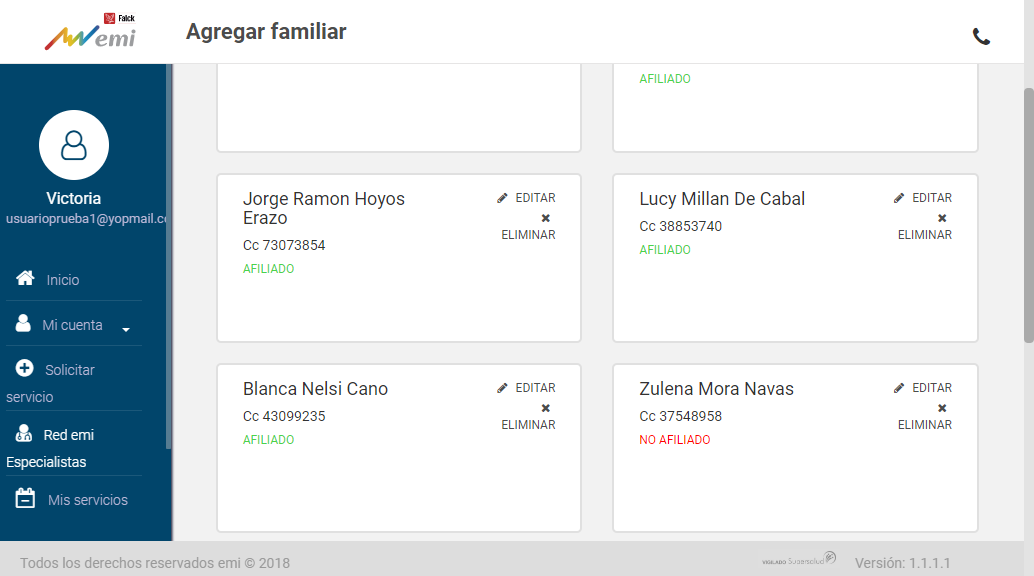 Falck
emi
Agregar familiar
AFILIADO
Victoria
usuarioprueba1@yopmail.co
Inicio
Mi cuenta
Solicitar
servicio
Red emi
Especialistas
Mis servicios
Jorge Ramon Hoyos
Erazo
Cc 73073854
AFILIADO
EDITAR
ELIMINAR
Lucy Millan De Cabal
Cc 38853740
AFILIADO
EDITAR
ELIMINAR
Blanca Nelsi Cano
Cc 43099235
AFILIADO
EDITAR
ELIMINAR
Zulena Mora Navas
Cc 37548958
NO AFILIADO
EDITAR
ELIMINAR
Todos los derechos reservados emi © 2018
VIGILADO Supersalud
Versión: 1.1.1.1